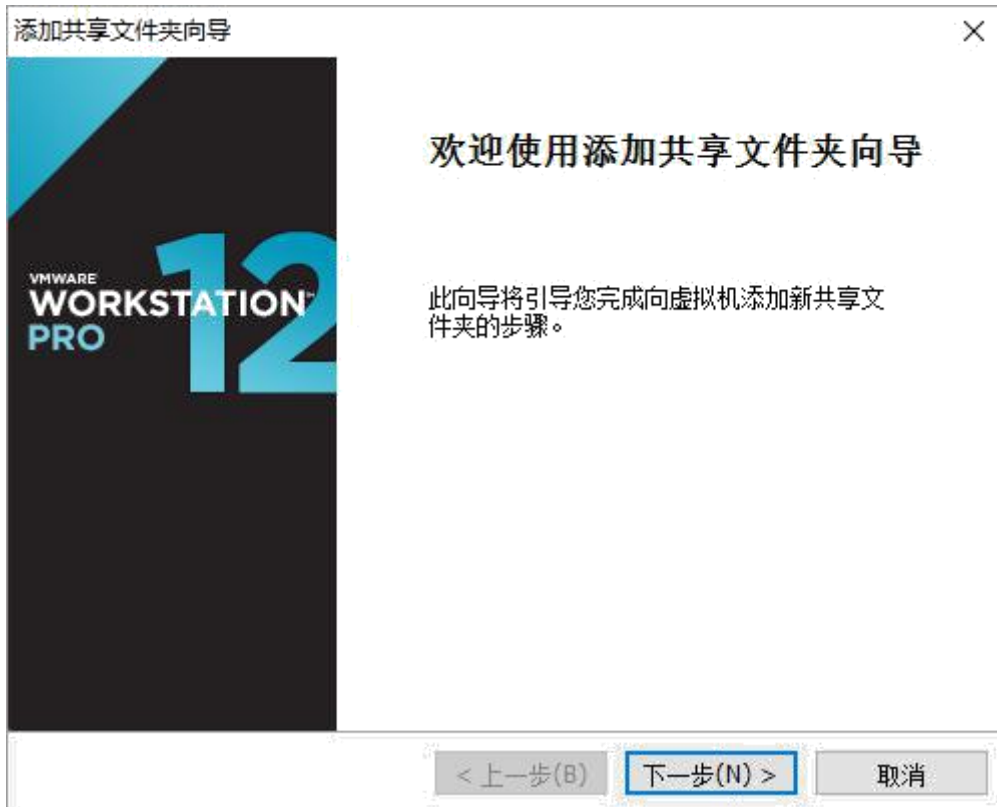 添加共享文件夹向导
欢迎使用添加共享文件夹向导
VMWARE
WORKSTATION™
PRO
12
此向导将引导您完成向虚拟机添加新共享文
件夹的步骤。
< 上一步(B)
下一步(N) >
取消